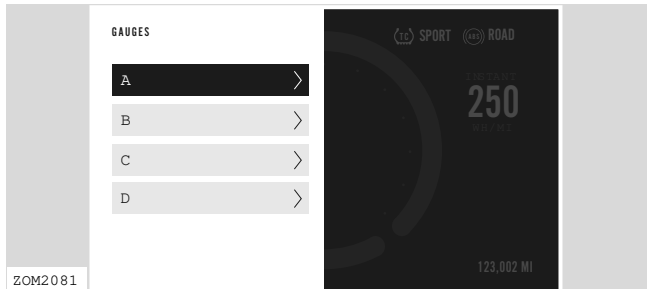 GAUGES
A
B
C
D
TC SPORT ABS ROAD
INSTANT
250
WH/MI
123,002 MI
ZOM2081